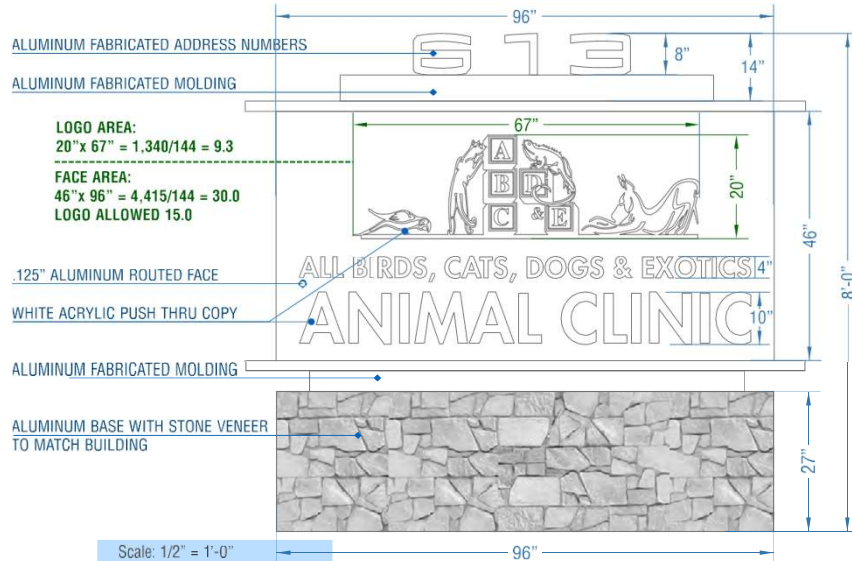 96”
613
ALUMINUM FABRICATED ADDRESS NUMBERS
8”
14”
ALUMINUM FABRICATED MOLDING
LOGO AREA:
20”x 67” = 1,340/144 = 9.3
67”
FACE AREA:
46”x 96” = 4,415/144 = 30.0
LOGO ALLOWED 15.0
A
B D
C & E
20”
46”
8’-0”
.125” ALUMINUM ROUTED FACE
ALL BIRDS, CATS, DOGS & EXOTICS
4”
WHITE ACRYLIC PUSH THRU COPY
ANIMAL CLINIC
10”
ALUMINUM FABRICATED MOLDING
ALUMINUM BASE WITH STONE VENEER
TO MATCH BUILDING
27”
Scale: 1/2” = 1’-0”
96”